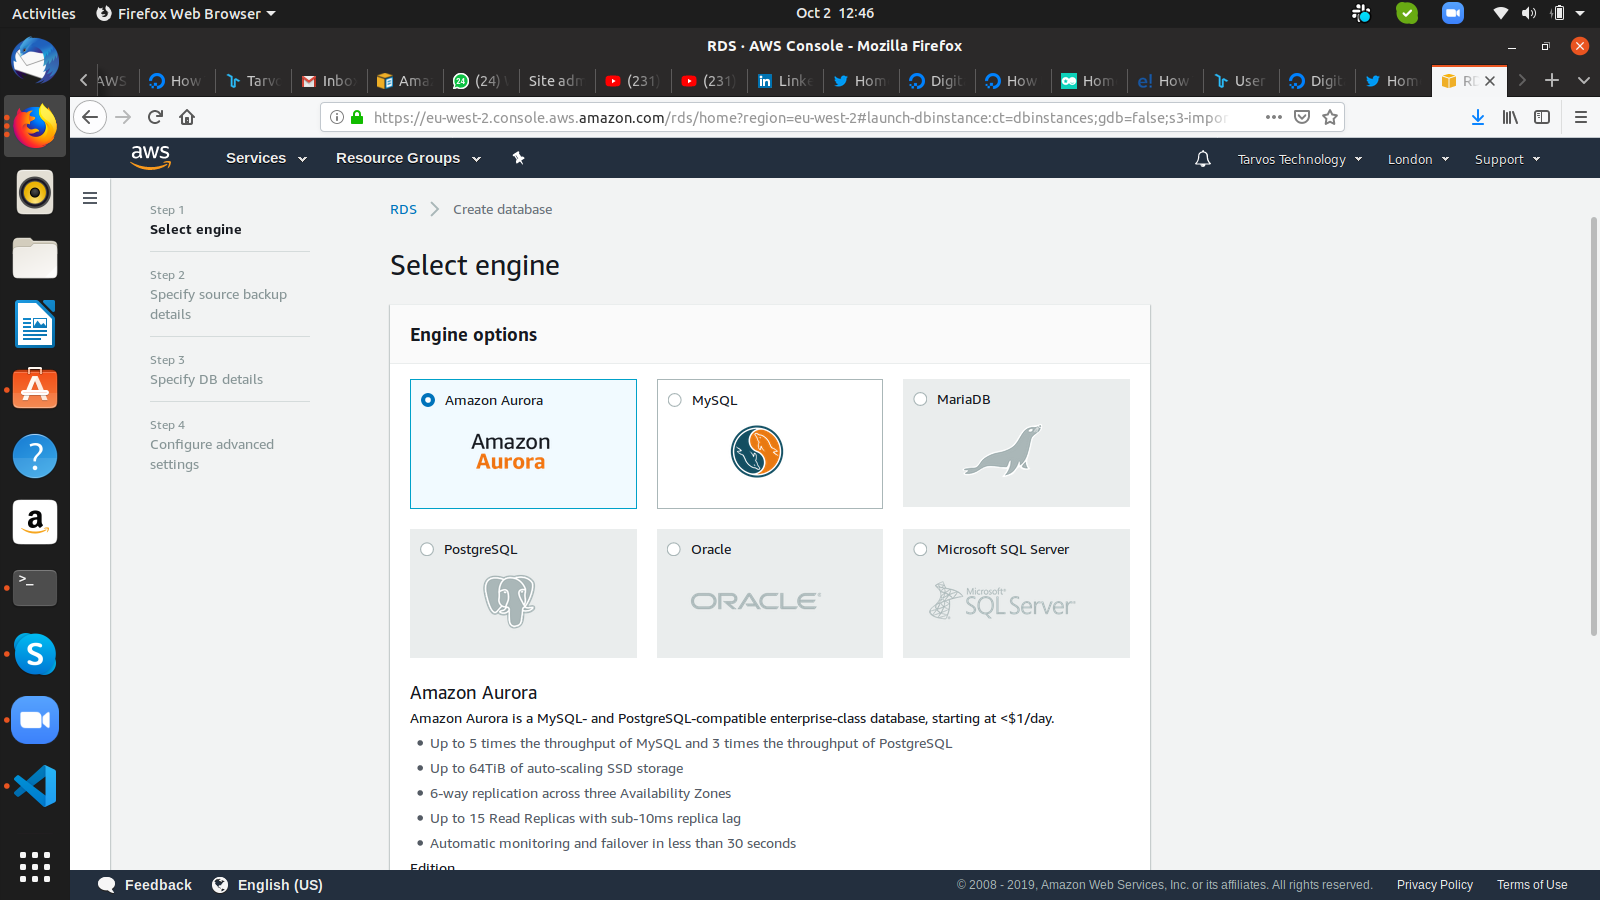 Activities
Firefox Web Browser
Oct 2 12:46
RDS · AWS Console - Mozilla Firefox
AWS
How
Tarvo
Inbo
Ama
24
(24)
Site adm
(231)
(231)
Linke
Hom
Digit
How
Hom
e!
How
User
Digit
Hom
RD
https://eu-west-2.console.aws.amazon.com/rds/home?region=eu-west-2#launch-dbinstance:ct=dbinstances;gdb=false;s3-impor
aws
Services
Resource Groups
Tarvos Technology
London
Support
Step 1
Select engine
Step 2
Specify source backup
details
Step 3
Specify DB details
Step 4
Configure advanced
settings
RDS
Create database
Select engine
Engine options
Amazon Aurora
Amazon
Aurora
MySQL
MariaDB
PostgreSQL
Oracle
ORACLE®
Microsoft SQL Server
Microsoft®
SQL Server®
Amazon Aurora
Amazon Aurora is a MySQL- and PostgreSQL-compatible enterprise-class database, starting at <$1/day.
• Up to 5 times the throughput of MySQL and 3 times the throughput of PostgreSQL
• Up to 64TiB of auto-scaling SSD storage
• 6-way replication across three Availability Zones
• Up to 15 Read Replicas with sub-10ms replica lag
• Automatic monitoring and failover in less than 30 seconds
Edition
Feedback
English (US)
© 2008 - 2019, Amazon Web Services, Inc. or its affiliates. All rights reserved.
Privacy Policy
Terms of Use